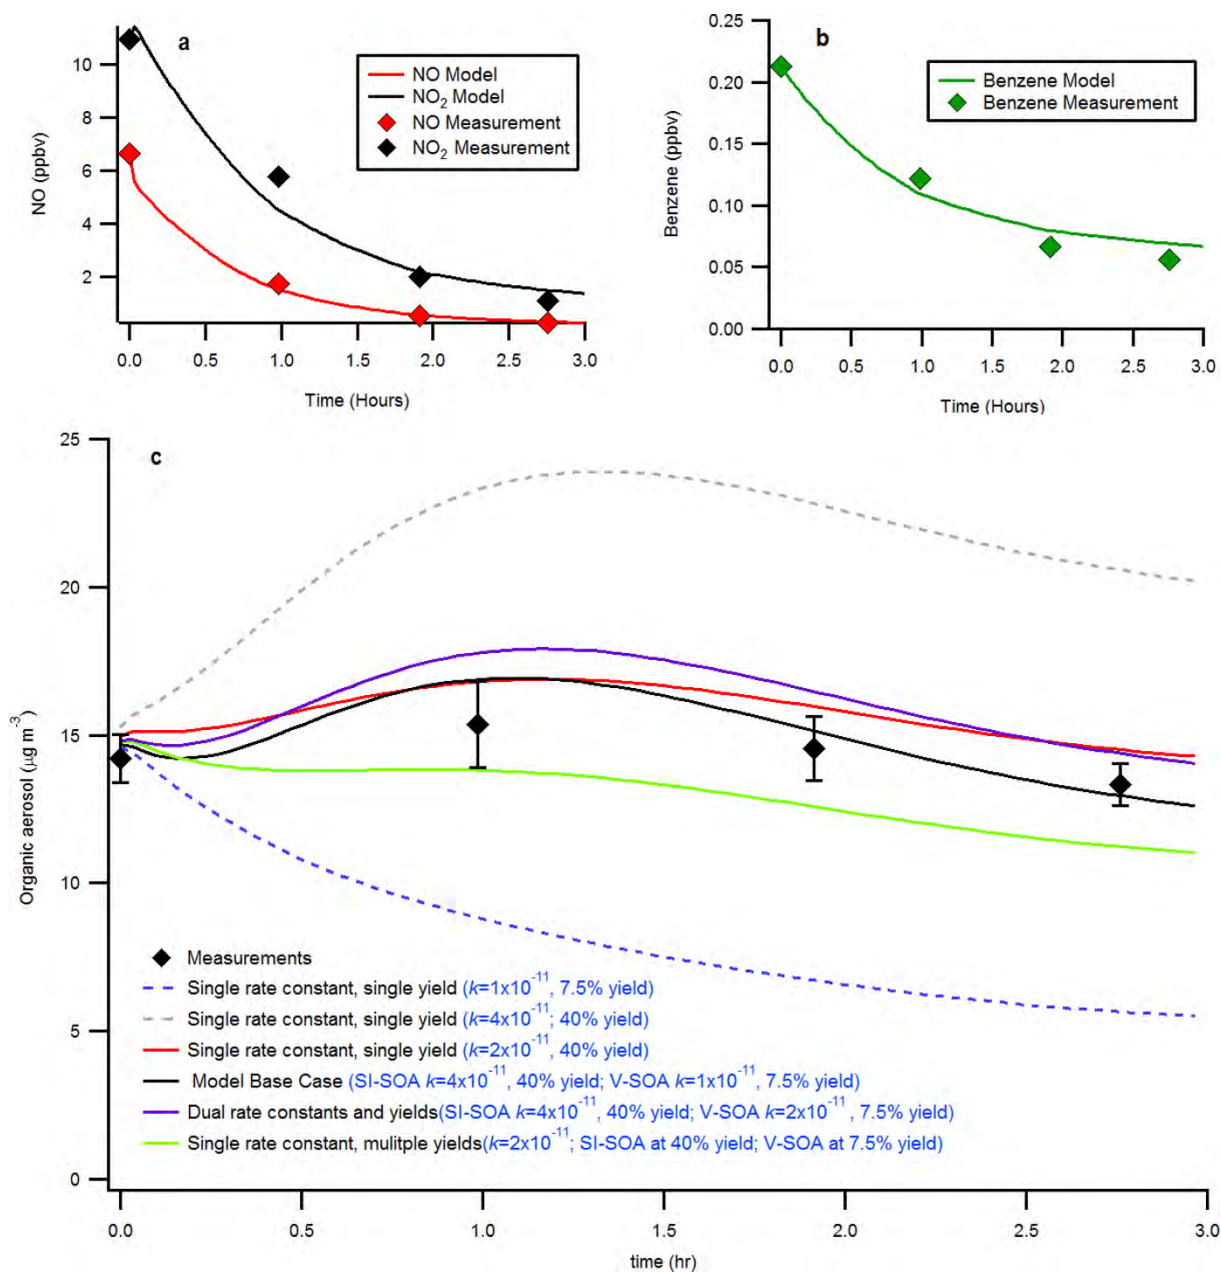 a
NO Model
NO2 Model
NO Measurement
NO2 Measurement
10
8
6
4
2
NO (ppbv)
0.0 0.5 1.0 1.5 2.0 2.5 3.0
Time (Hours)
b
Benzene Model
Benzene Measurement
0.25
0.20
0.15
0.10
0.05
0.00
Benzene (ppbv)
0.0 0.5 1.0 1.5 2.0 2.5 3.0
Time (Hours)
c
25
20
15
10
5
0
Organic aerosol (µg m-3)
Measurements
Single rate constant, single yield (k=1x10-11, 7.5% yield)
Single rate constant, single yield (k=4x10-11; 40% yield)
Single rate constant, single yield (k=2x10-11, 40% yield)
Model Base Case (SI-SOA k=4x10-11, 40% yield; V-SOA k=1x10-11, 7.5% yield)
Dual rate constants and yields(SI-SOA k=4x10-11, 40% yield; V-SOA k=2x10-11, 7.5% yield)
Single rate constant, mulitple yields(k=2x10-11; SI-SOA at 40% yield; V-SOA at 7.5% yield)
0.0 0.5 1.0 1.5 2.0 2.5 3.0
time (hr)